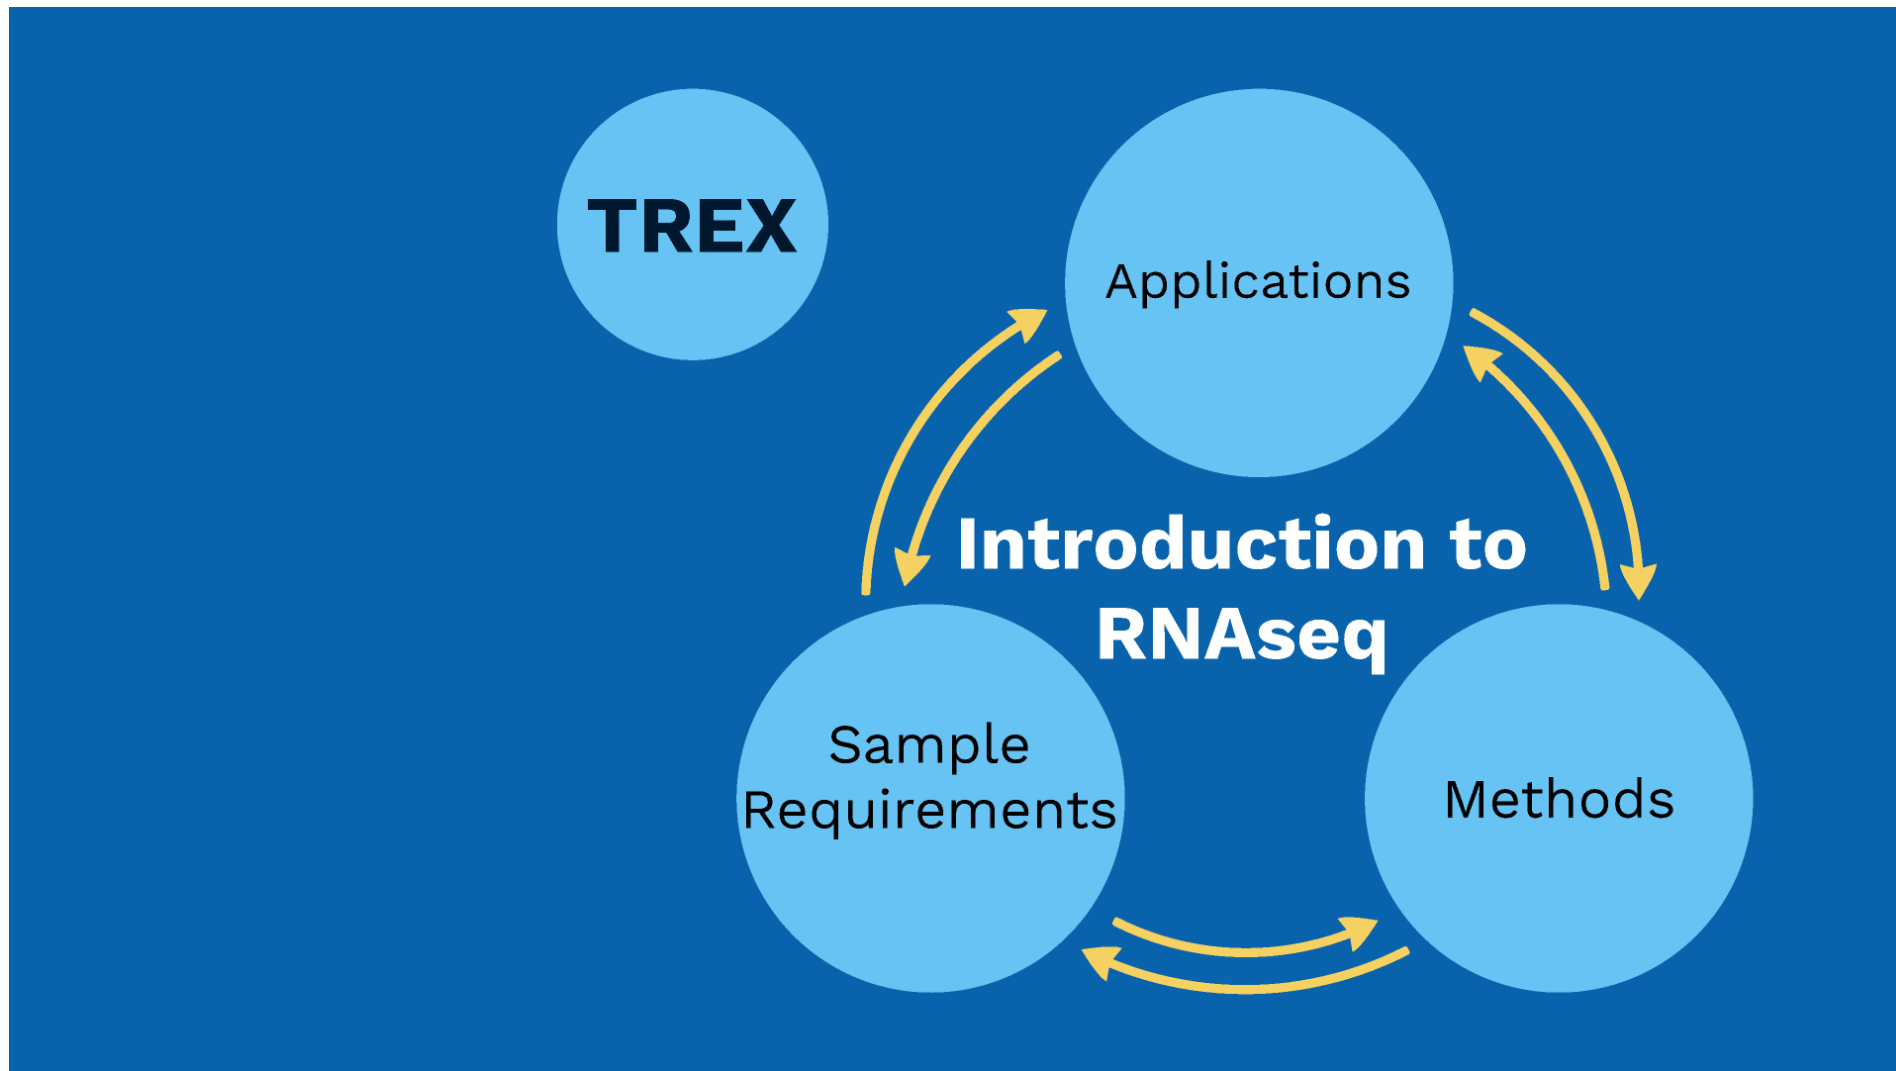 TREX
Applications
Introduction to
RNAseq
Sample
Requirements
Methods